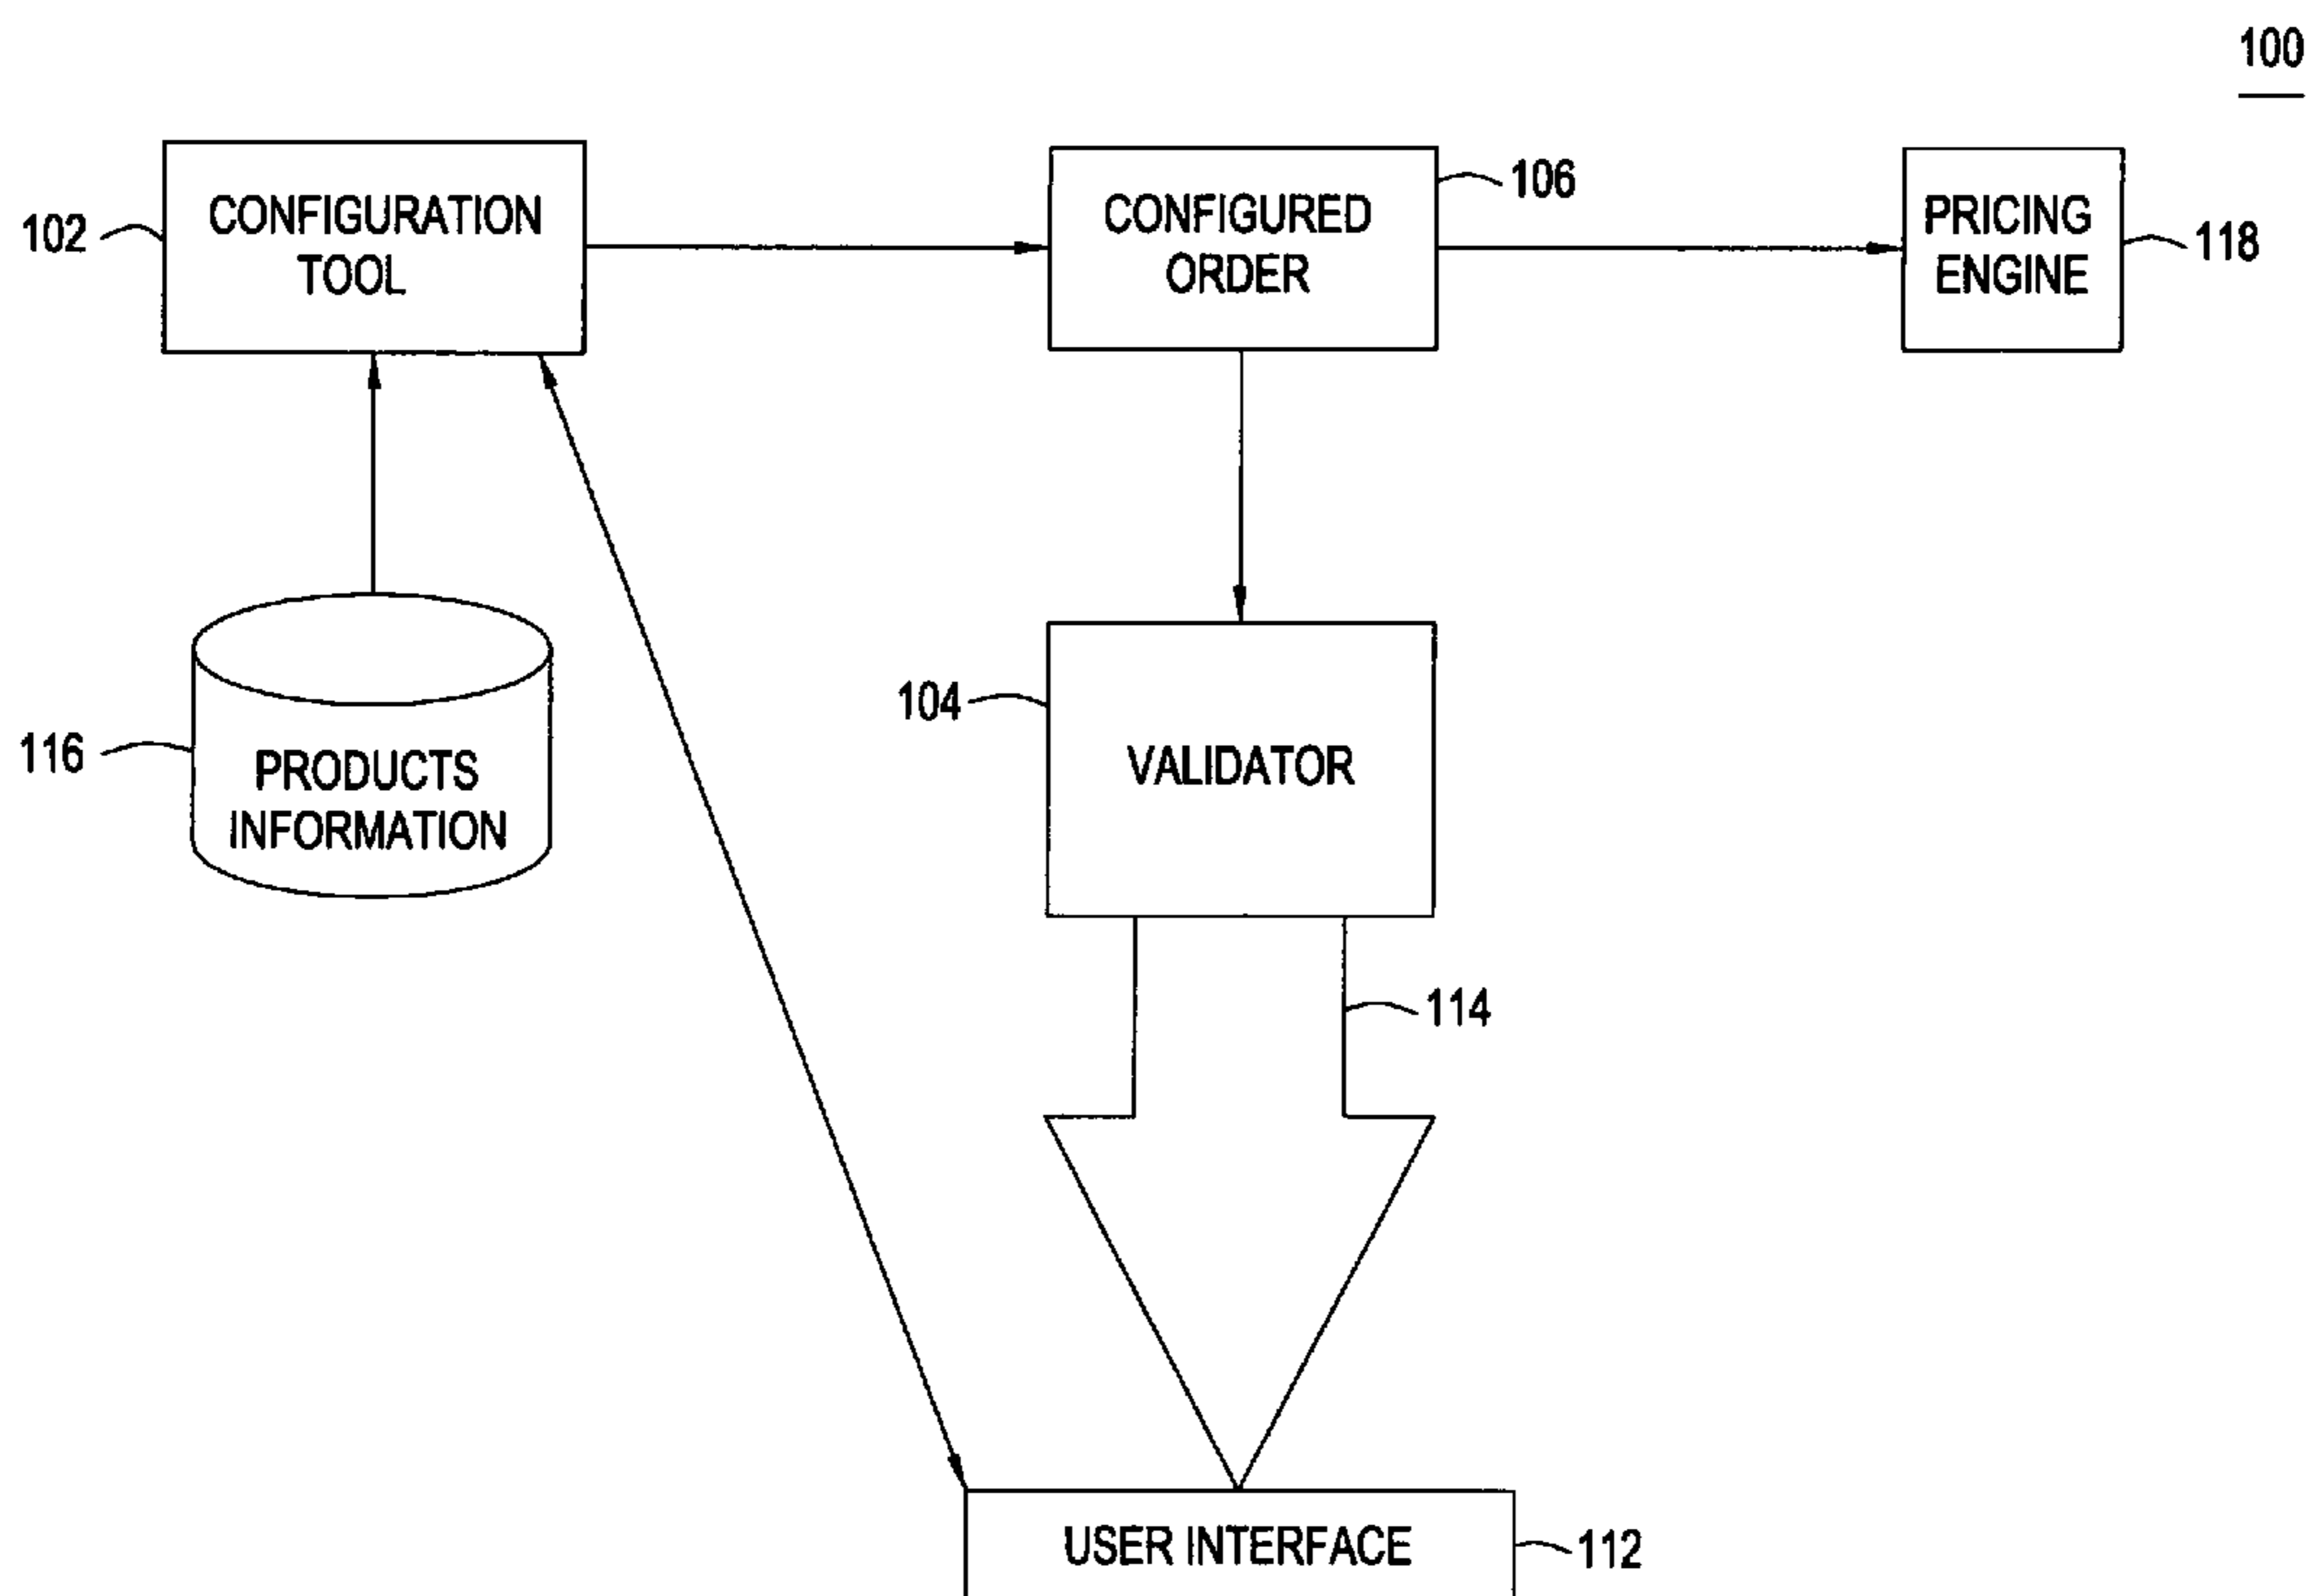 100
CONFIGURATION
TOOL
102
CONFIGURED
ORDER
106
PRICING
ENGINE
118
116
PRODUCTS
INFORMATION
104
VALIDATOR
114
USER INTERFACE
112